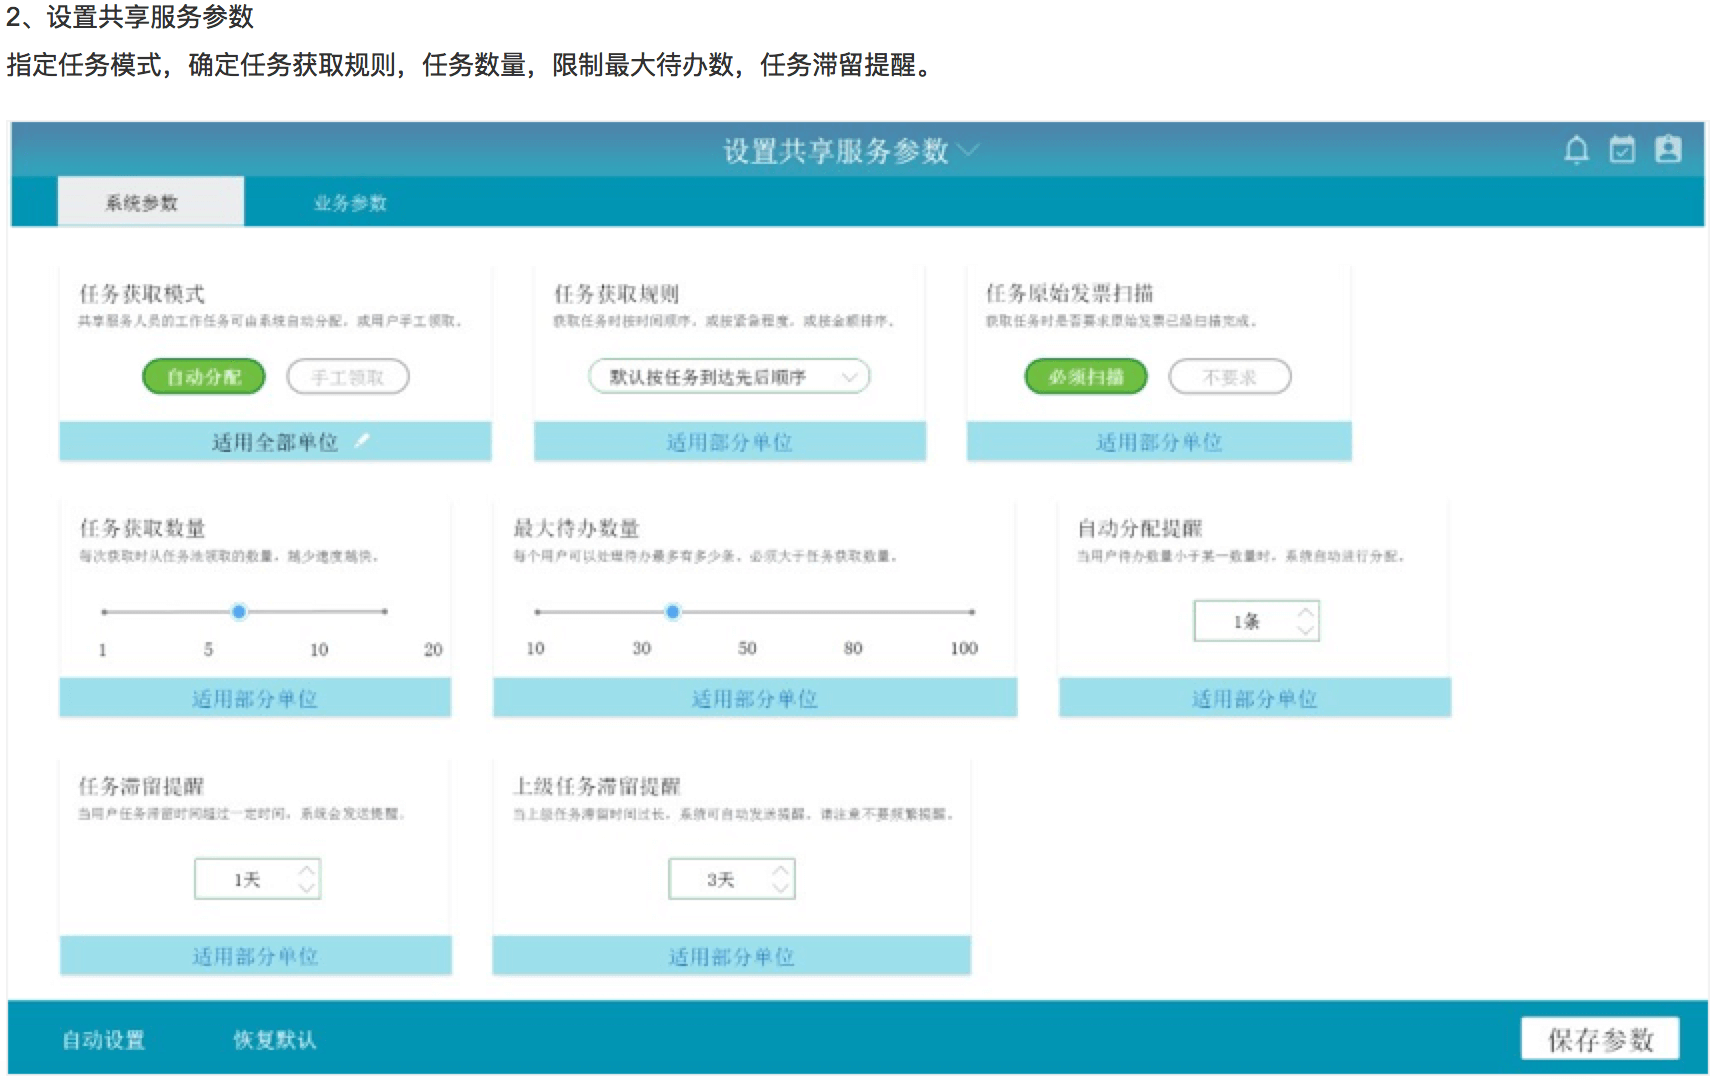 2、设置共享服务参数
指定任务模式，确定任务获取规则，任务数量，限制最大待办数，任务滞留提醒。
设置共享服务参数
系统参数 业务参数
任务获取模式
共享服务人员的工作任务可由系统自动分配，或用户手工领取。
自动分配 手工领取
适用全部单位
任务获取规则
获取任务时按时间顺序，或按紧急程度，或按金额排序。
默认按任务到达先后顺序
适用部分单位
任务原始发票扫描
获取任务时是否要求原始发票已经扫描完成。
必须扫描 不要求
适用部分单位
任务获取数量
每次获取时从任务池领取的数量，越少速度越快。
1 5 10 20
适用部分单位
最大待办数量
每个用户可以处理待办最多有多少条，必须大于任务获取数量。
10 30 50 80 100
适用部分单位
自动分配提醒
当用户待办数量小于某一数量时，系统自动进行分配。
1条
适用部分单位
任务滞留提醒
当用户任务滞留时间超过一定时间，系统会发送提醒。
1天
适用部分单位
上级任务滞留提醒
当上级任务滞留时间过长，系统可自动发送提醒，请注意不要频繁提醒。
3天
适用部分单位
自动设置 恢复默认 保存参数